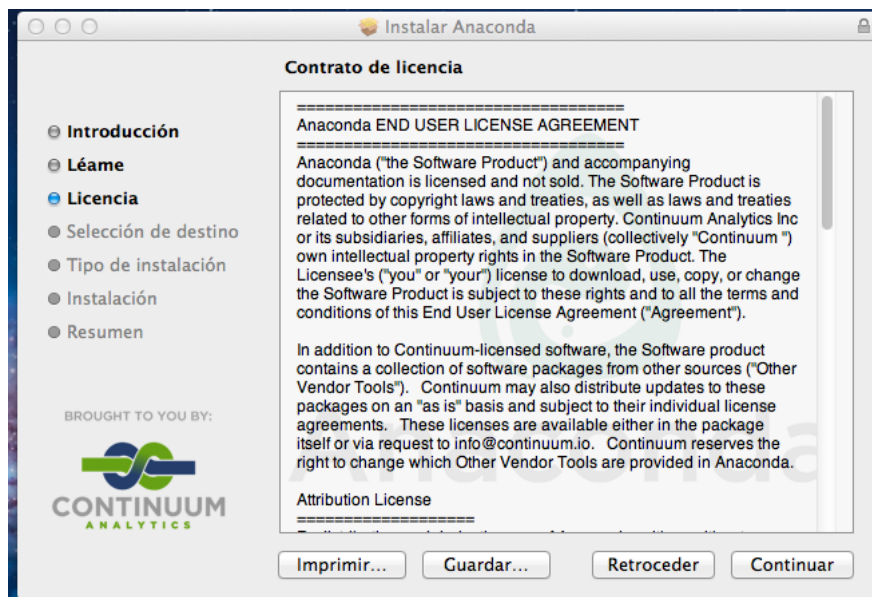 Instalar Anaconda
Contrato de licencia
Introducción
Léame
Licencia
Selección de destino
Tipo de instalación
Instalación
Resumen
BROUGHT TO YOU BY:
CONTINUUM
ANALYTICS
===================================
Anaconda END USER LICENSE AGREEMENT
===================================
Anaconda ("the Software Product") and accompanying
documentation is licensed and not sold. The Software Product is
protected by copyright laws and treaties, as well as laws and treaties
related to other forms of intellectual property. Continuum Analytics Inc
or its subsidiaries, affiliates, and suppliers (collectively "Continuum ")
own intellectual property rights in the Software Product. The
Licensee's ("you" or "your") license to download, use, copy, or change
the Software Product is subject to these rights and to all the terms and
conditions of this End User License Agreement ("Agreement").
In addition to Continuum-licensed software, the Software product
contains a collection of software packages from other sources ("Other
Vendor Tools").  Continuum may also distribute updates to these
packages on an "as is" basis and subject to their individual license
agreements.  These licenses are available either in the package
itself or via request to info@continuum.io.  Continuum reserves the
right to change which Other Vendor Tools are provided in Anaconda.
Attribution License
===================
Anaconda
Imprimir...
Guardar...
Retroceder
Continuar